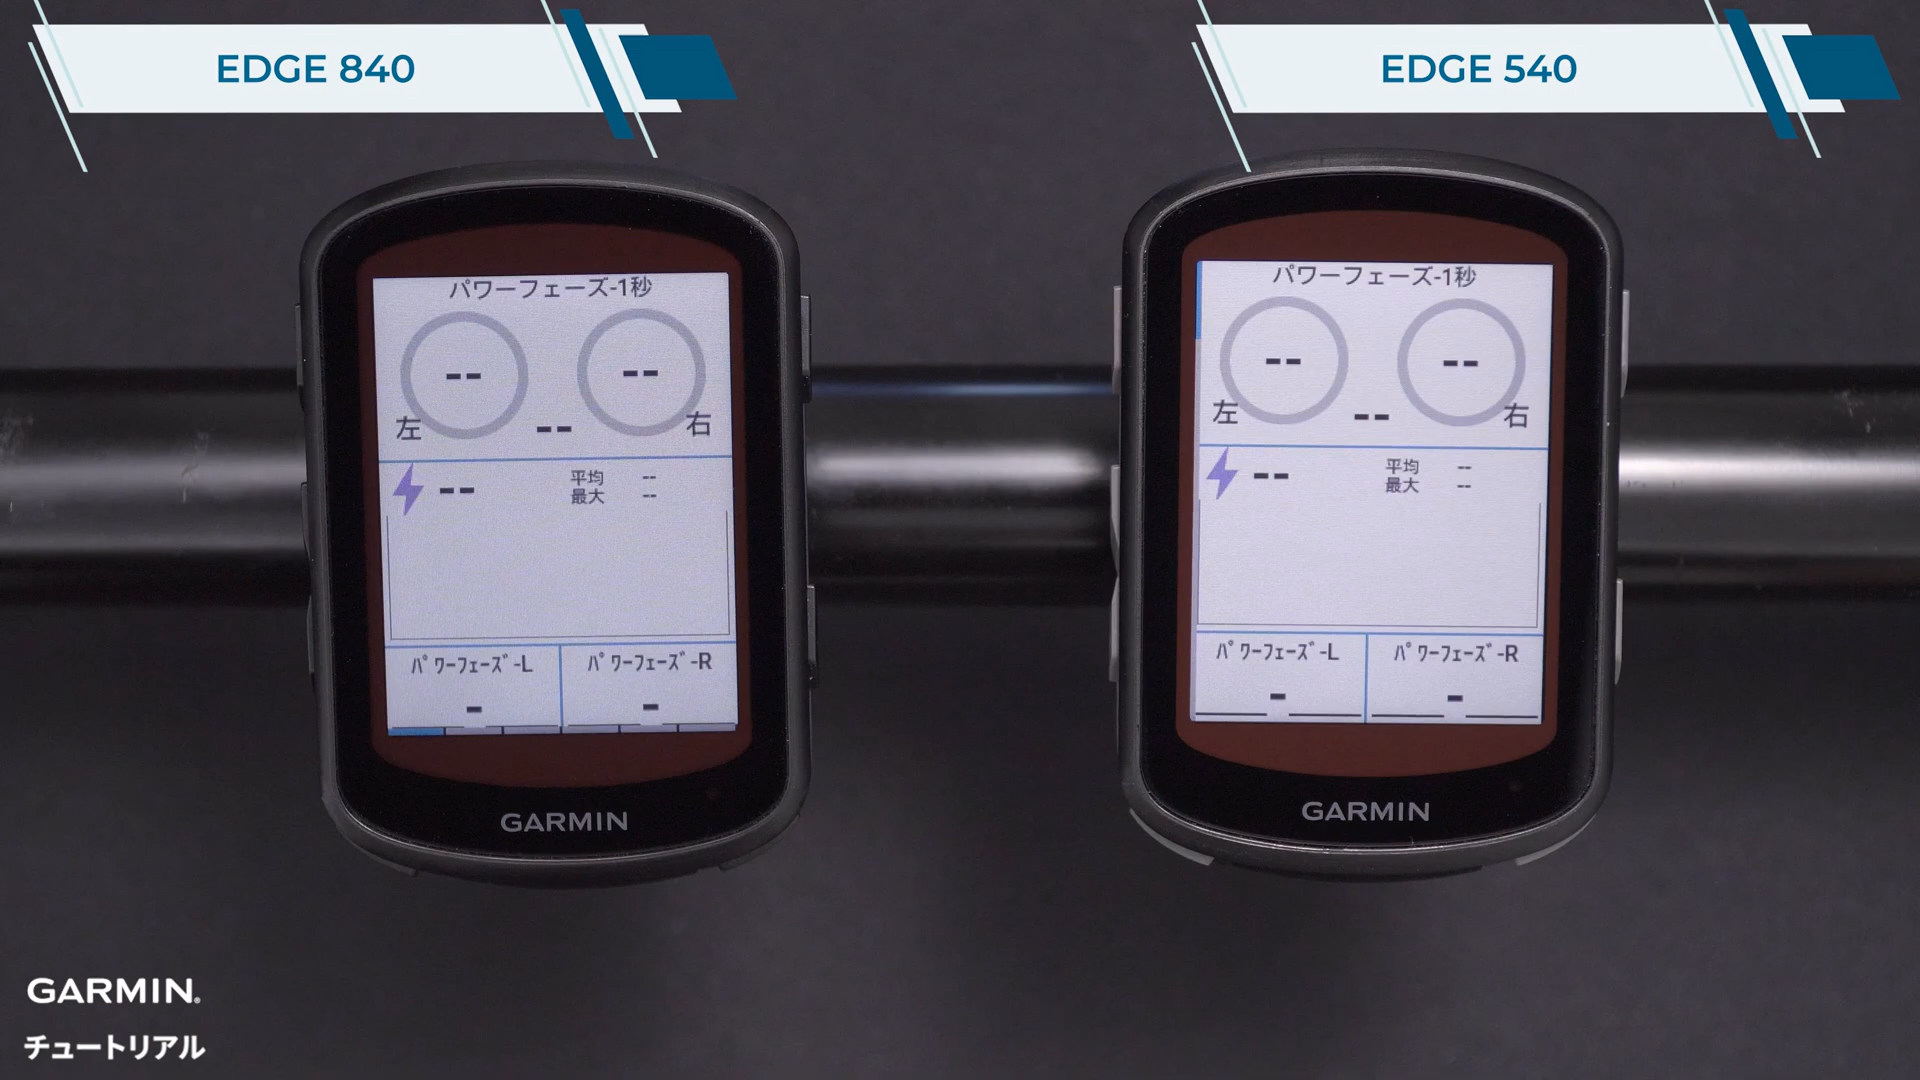 EDGE 840
EDGE 540
パワーフェーズ-1秒
--
--
左
--
右
--
平均 --
最大 --
ﾊﾟﾜｰﾌｪｰｽﾞ-L
ﾊﾟﾜｰﾌｪｰｽﾞ-R
-
-
GARMIN
パワーフェーズ-1秒
--
--
左
--
右
--
平均 --
最大 --
ﾊﾟﾜｰﾌｪｰｽﾞ-L
ﾊﾟﾜｰﾌｪｰｽﾞ-R
-
-
GARMIN
GARMIN®
チュートリアル